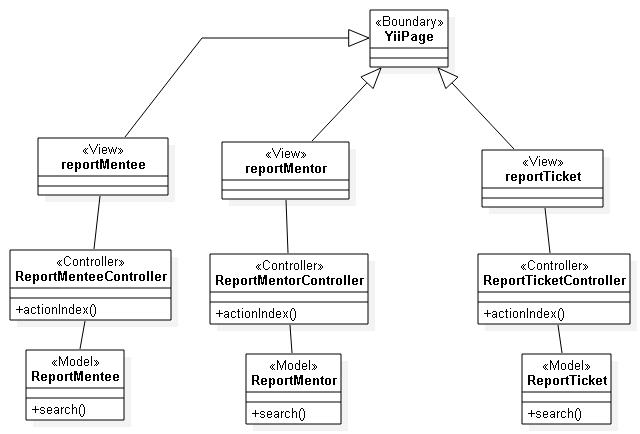 «Boundary»
YiiPage
«View»
reportMentee
«View»
reportMentor
«View»
reportTicket
«Controller»
ReportMenteeController
+actionIndex()
«Controller»
ReportMentorController
+actionIndex()
«Controller»
ReportTicketController
+actionIndex()
«Model»
ReportMentee
+search()
«Model»
ReportMentor
+search()
«Model»
ReportTicket
+search()